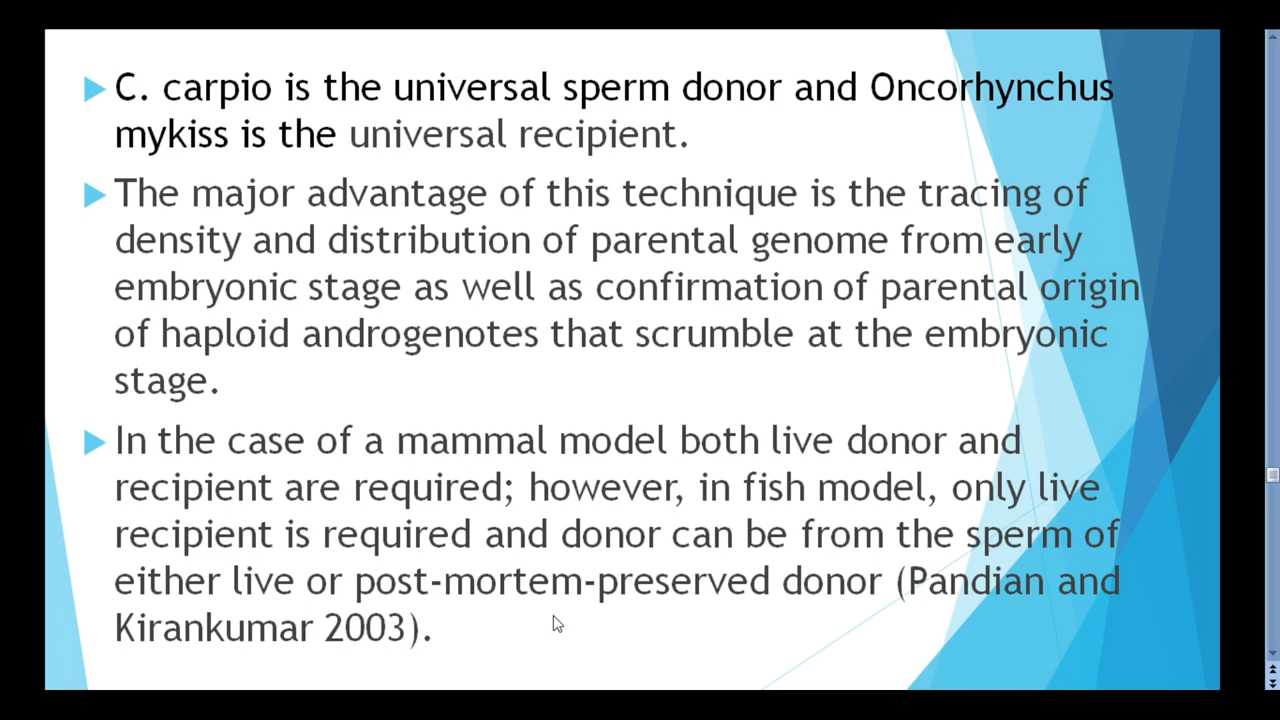 C. carpio is the universal sperm donor and Oncorhynchus
mykiss is the universal recipient.
The major advantage of this technique is the tracing of
density and distribution of parental genome from early
embryonic stage as well as confirmation of parental origin
of haploid androgenotes that scrumble at the embryonic
stage.
In the case of a mammal model both live donor and
recipient are required; however, in fish model, only live
recipient is required and donor can be from the sperm of
either live or post-mortem-preserved donor (Pandian and
Kirankumar 2003).